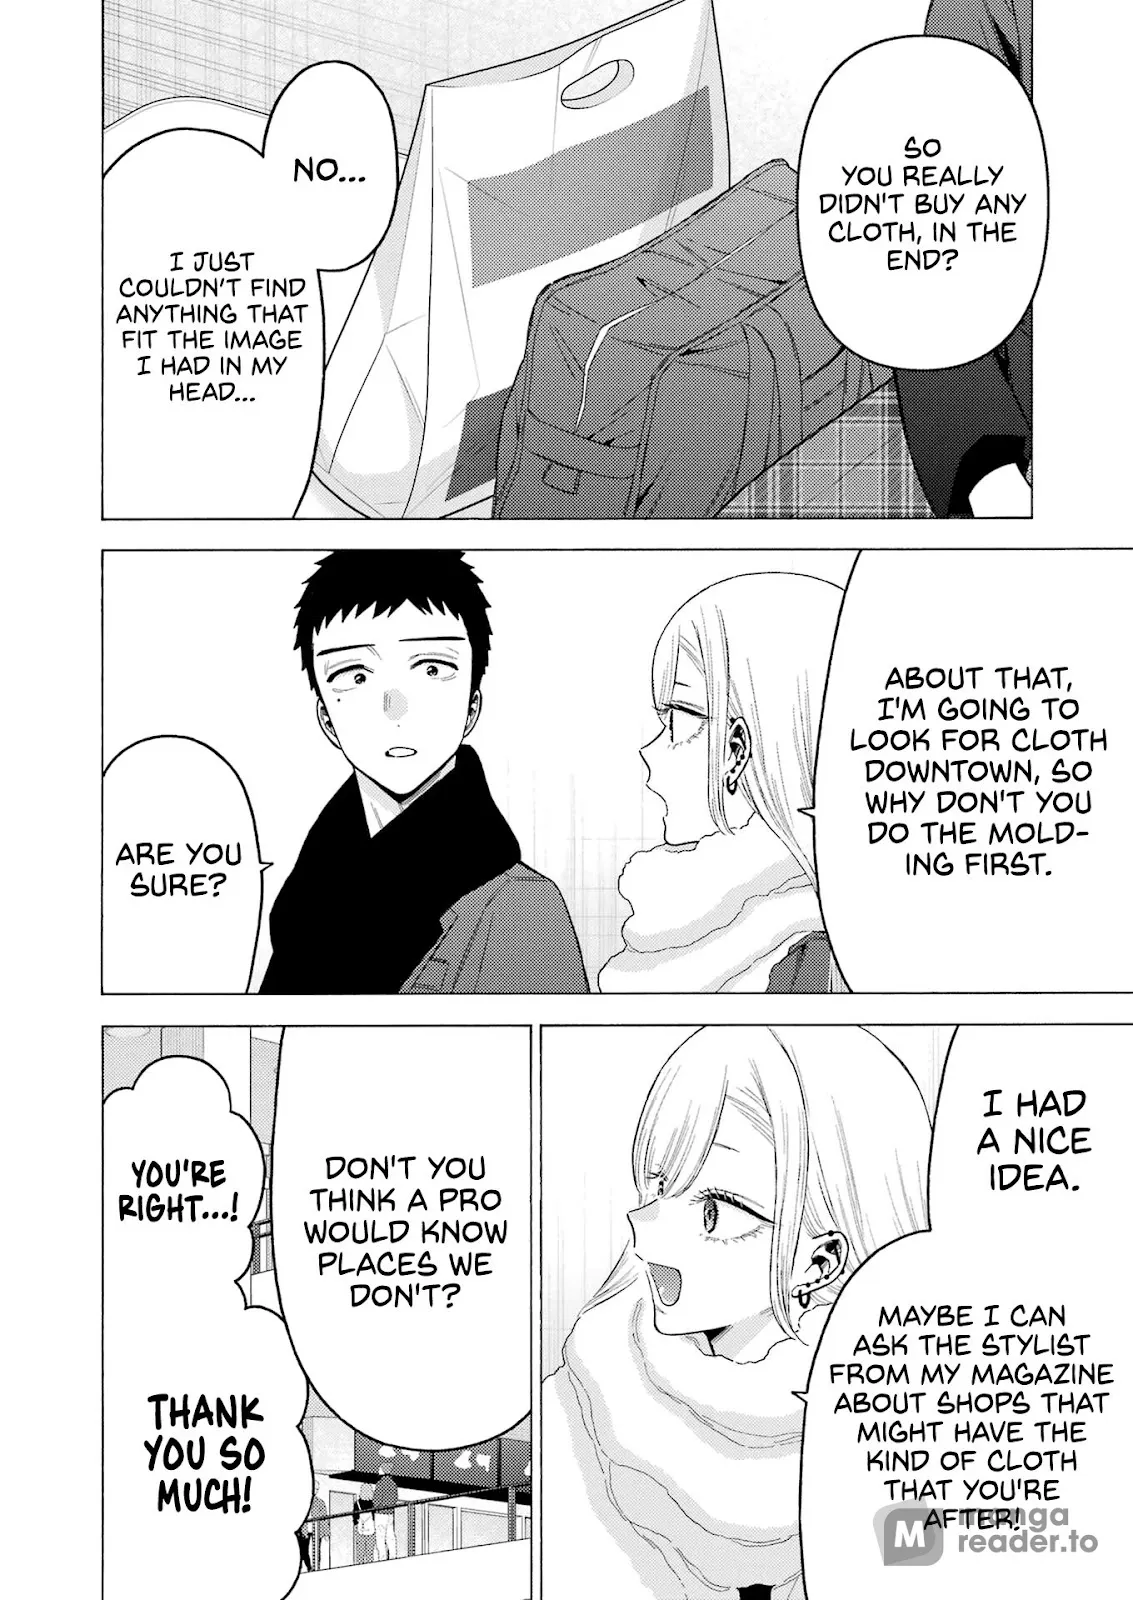 SO
YOU REALLY
DIDN'T BUY ANY
CLOTH, IN THE
END?
NO...
I JUST
COULDN'T FIND
ANYTHING THAT
FIT THE IMAGE
I HAD IN MY
HEAD...
ABOUT THAT,
I'M GOING TO
LOOK FOR CLOTH
DOWNTOWN, SO
WHY DON'T YOU
DO THE MOLD-
ING FIRST.
ARE YOU
SURE?
I HAD
A NICE
IDEA.
MAYBE I CAN
ASK THE STYLIST
FROM MY MAGAZINE
ABOUT SHOPS THAT
MIGHT HAVE THE
KIND OF CLOTH
THAT YOU'RE
AFTER!
DON'T YOU
THINK A PRO
WOULD KNOW
PLACES WE
DON'T?
YOU'RE
RIGHT...!
THANK
YOU SO
MUCH!
M manga
reader.to